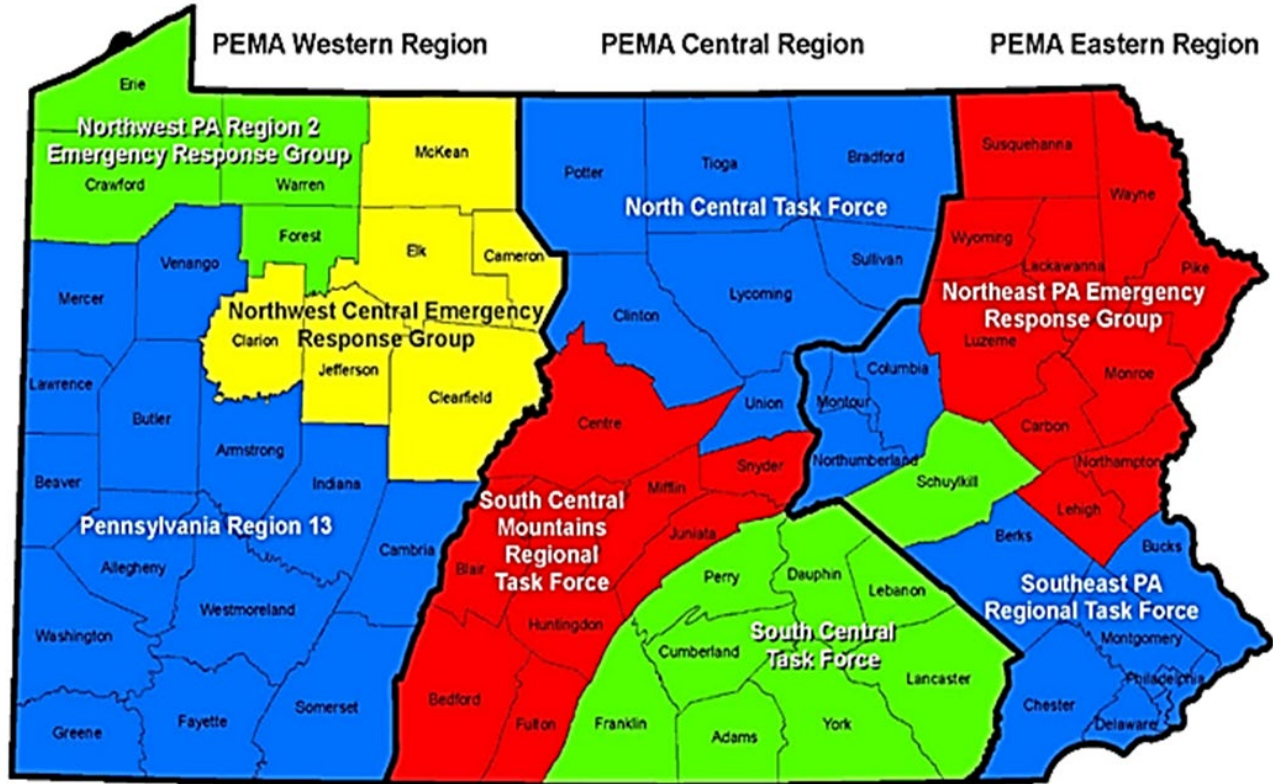 PEMA Western Region
PEMA Central Region
PEMA Eastern Region
Erie
Northwest PA Region 2
Emergency Response Group
Crawford
Warren
Forest
McKean
Elk
Cameron
Northwest Central Emergency
Response Group
Clarion
Jefferson
Clearfield
Mercer
Venango
Lawrence
Butler
Armstrong
Beaver
Indiana
Pennsylvania Region 13
Cambria
Allegheny
Westmoreland
Washington
Greene
Fayette
Somerset
Potter
Tioga
Bradford
North Central Task Force
Sullivan
Lycoming
Clinton
Union
Columbia
Montour
Northumberland
Centre
Snyder
Mifflin
Juniata
South Central
Mountains
Regional
Task Force
Blair
Huntingdon
Bedford
Fulton
Perry
Dauphin
Lebanon
Cumberland
South Central
Task Force
Lancaster
Franklin
Adams
York
Susquehanna
Wayne
Wyoming
Lackawanna
Pike
Northeast PA Emergency
Response Group
Luzerne
Monroe
Carbon
Northampton
Lehigh
Schuylkill
Berks
Bucks
Southeast PA
Regional Task Force
Montgomery
Philadelphia
Chester
Delaware